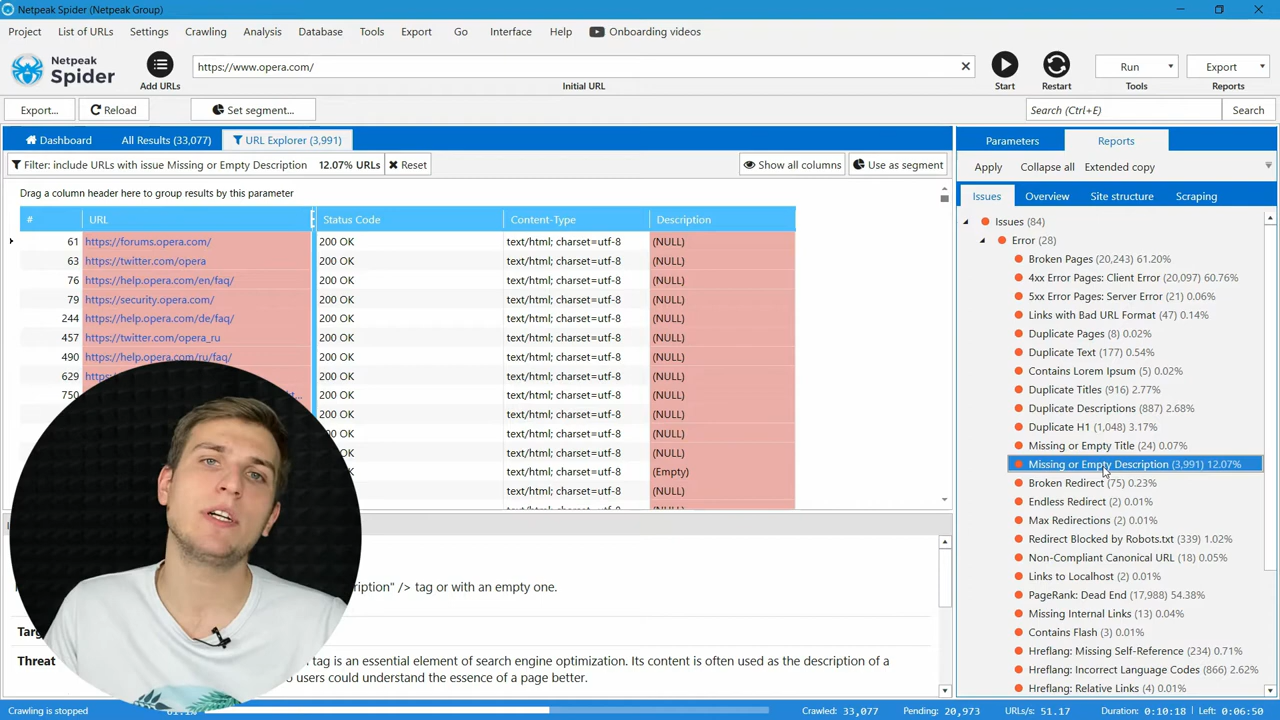 Netpeak Spider (Netpeak Group)
Project List of URLs Settings Crawling Analysis Database Tools Export Go Interface Help Onboarding videos
Netpeak Spider
Add URLs
https://www.opera.com/
Initial URL
Start
Restart
Run
Tools
Export
Reports
Export... Reload Set segment... Search (Ctrl+E) Search
Dashboard All Results (33,077) URL Explorer (3,991)
Filter: include URLs with issue Missing or Empty Description 12.07% URLs Reset Show all columns Use as segment
Drag a column header here to group results by this parameter
# URL Status Code Content-Type Description
61 https://forums.opera.com/ 200 OK text/html; charset=utf-8 (NULL)
63 https://twitter.com/opera 200 OK text/html; charset=utf-8 (NULL)
76 https://help.opera.com/en/faq/ 200 OK text/html; charset=utf-8 (NULL)
79 https://security.opera.com/ 200 OK text/html; charset=utf-8 (NULL)
244 https://help.opera.com/de/faq/ 200 OK text/html; charset=utf-8 (NULL)
457 https://twitter.com/opera_ru 200 OK text/html; charset=utf-8 (NULL)
490 https://help.opera.com/ru/faq/ 200 OK text/html; charset=utf-8 (NULL)
629 200 OK text/html; charset=utf-8 (NULL)
750 200 OK text/html; charset=utf-8 (NULL)
200 OK text/html; charset=utf-8 (NULL)
OK text/html; charset=utf-8 (NULL)
OK text/html; charset=utf-8 (NULL)
OK text/html; charset=utf-8 (Empty)
OK text/html; charset=utf-8 (NULL)
tag or with an empty one.
Threat tag is an essential element of search engine optimization. Its content is often used as the description of a
users could understand the essence of a page better.
Parameters Reports
Apply Collapse all Extended copy
Issues Overview Site structure Scraping
Issues (84)
Error (28)
Broken Pages (20,243) 61.20%
4xx Error Pages: Client Error (20,097) 60.76%
5xx Error Pages: Server Error (21) 0.06%
Links with Bad URL Format (47) 0.14%
Duplicate Pages (8) 0.02%
Duplicate Text (177) 0.54%
Contains Lorem Ipsum (5) 0.02%
Duplicate Titles (916) 2.77%
Duplicate Descriptions (887) 2.68%
Duplicate H1 (1,048) 3.17%
Missing or Empty Title (24) 0.07%
Missing or Empty Description (3,991) 12.07%
Broken Redirect (75) 0.23%
Endless Redirect (2) 0.01%
Max Redirections (2) 0.01%
Redirect Blocked by Robots.txt (339) 1.02%
Non-Compliant Canonical URL (18) 0.05%
Links to Localhost (2) 0.01%
PageRank: Dead End (17,988) 54.38%
Missing Internal Links (13) 0.04%
Contains Flash (3) 0.01%
Hreflang: Missing Self-Reference (234) 0.71%
Hreflang: Incorrect Language Codes (866) 2.62%
Hreflang: Relative Links (4) 0.01%
Crawling is stopped Crawled: 33,077 Pending: 20,973 URLs/s: 51.17 Duration: 0:10:18 Left: 0:06:50